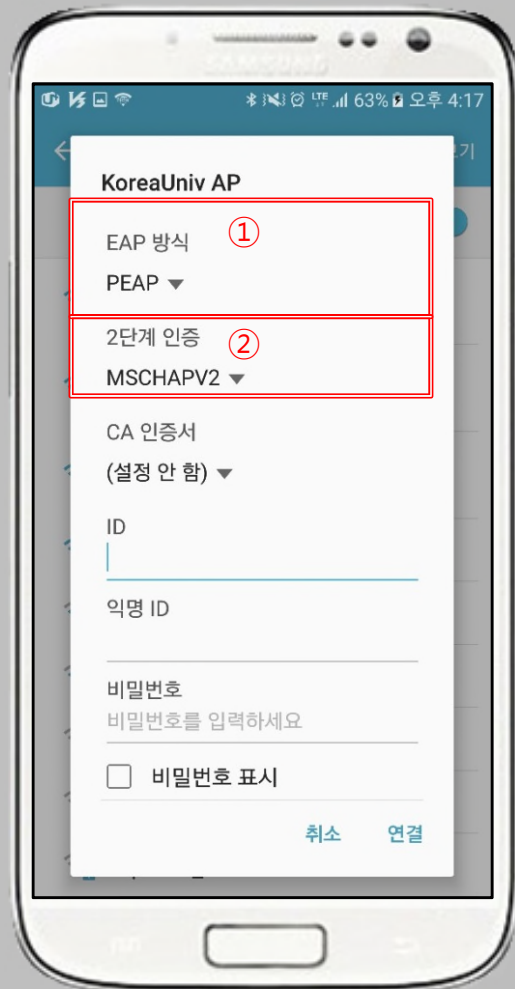 SAMSUNG
LTE 63% 오후 4:17
KoreaUniv AP
EAP 방식 ①
PEAP
2단계 인증 ②
MSCHAPV2
CA 인증서
(설정 안 함)
ID
익명 ID
비밀번호
비밀번호를 입력하세요
비밀번호 표시
취소 연결